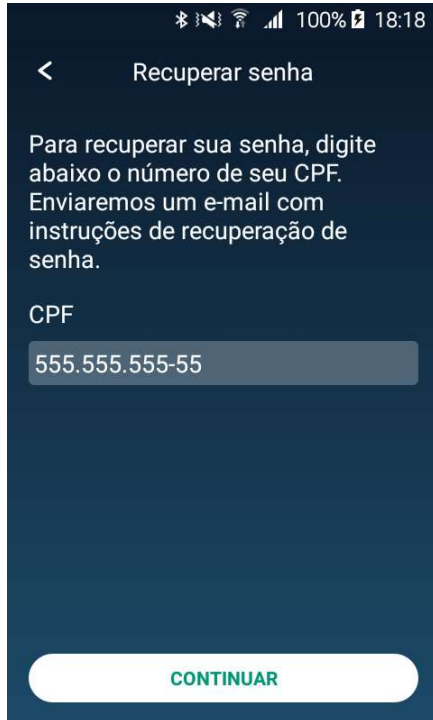 100% 18:18
Recuperar senha
Para recuperar sua senha, digite
abaixo o número de seu CPF.
Enviaremos um e-mail com
instruções de recuperação de
senha.
CPF
555.555.555-55
CONTINUAR